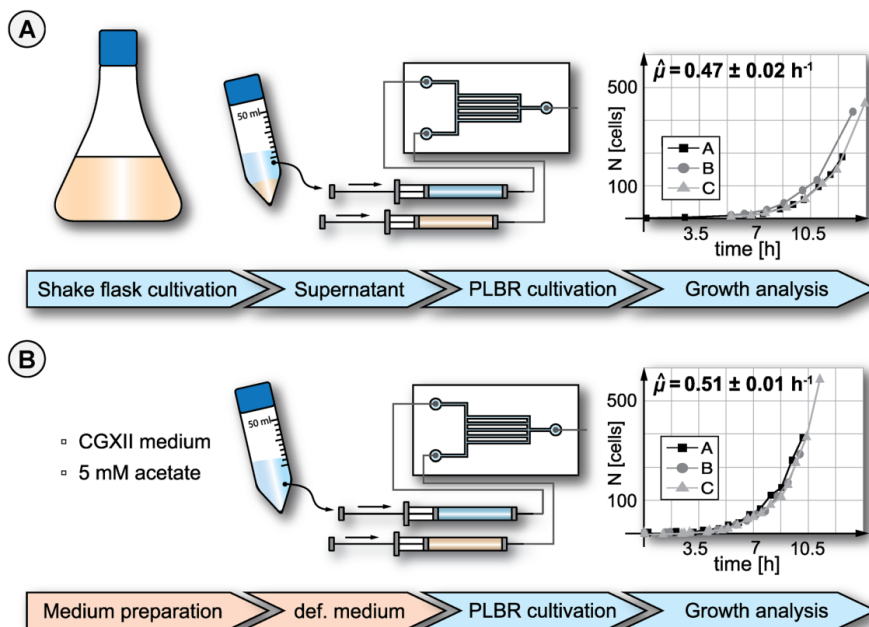 A
50 ml
μ̂ = 0.47 ± 0.02 h⁻¹
500
100
N [cells]
A
B
C
3.5 7 10.5
time [h]
Shake flask cultivation Supernatant PLBR cultivation Growth analysis
B
▫ CGXII medium
▫ 5 mM acetate
50 ml
μ̂ = 0.51 ± 0.01 h⁻¹
500
100
N [cells]
A
B
C
3.5 7 10.5
time [h]
Medium preparation def. medium PLBR cultivation Growth analysis